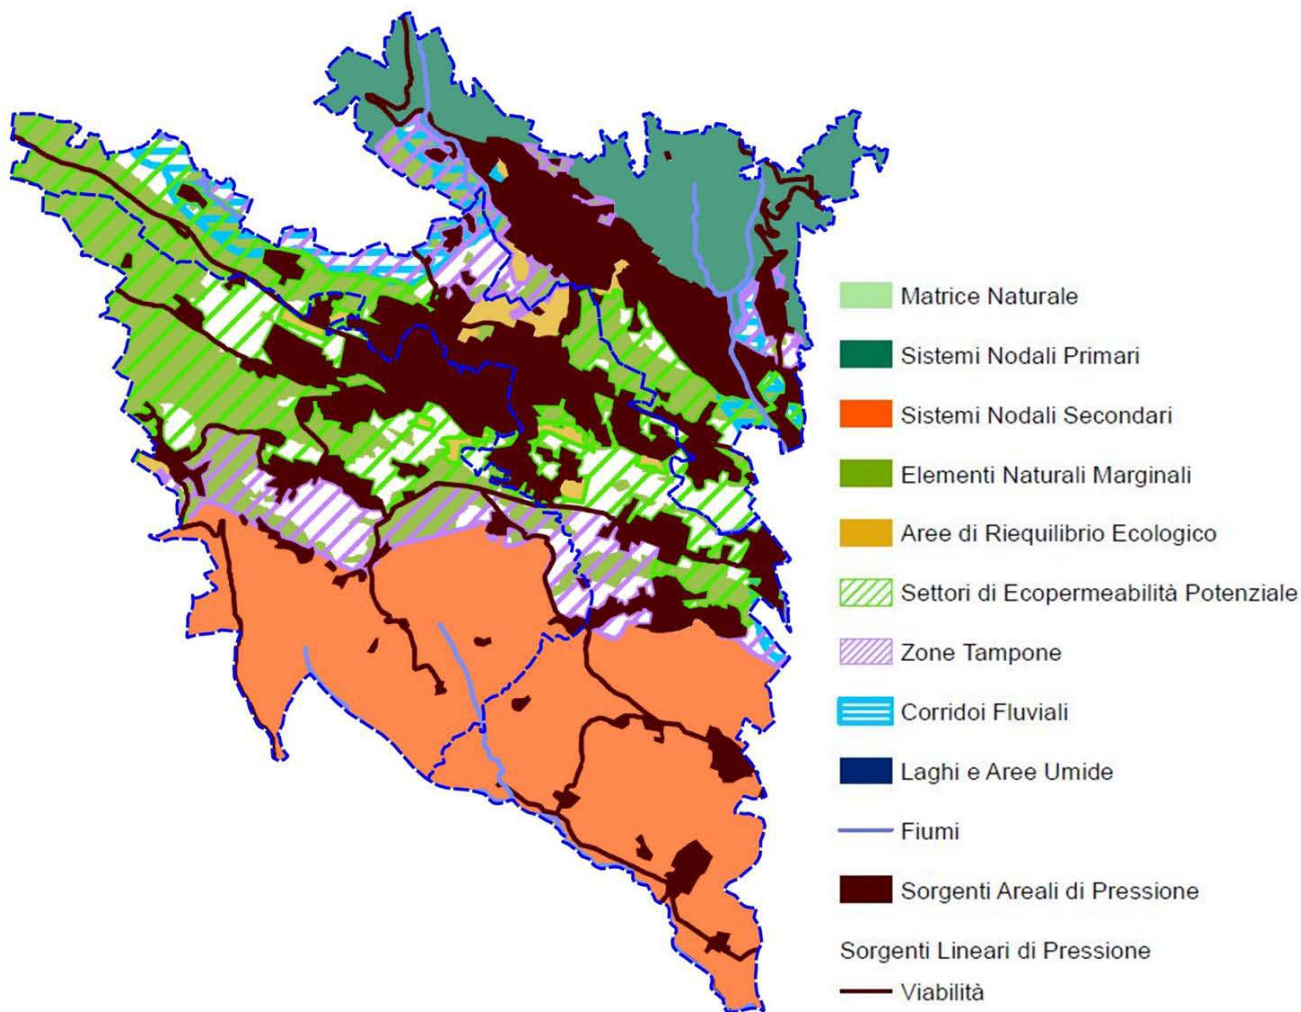 Matrice Naturale
Sistemi Nodali Primari
Sistemi Nodali Secondari
Elementi Naturali Marginali
Aree di Riequilibrio Ecologico
Settori di Ecopermeabilità Potenziale
Zone Tampone
Corridoi Fluviali
Laghi e Aree Umide
Fiumi
Sorgenti Areali di Pressione
Sorgenti Lineari di Pressione
Viabilità